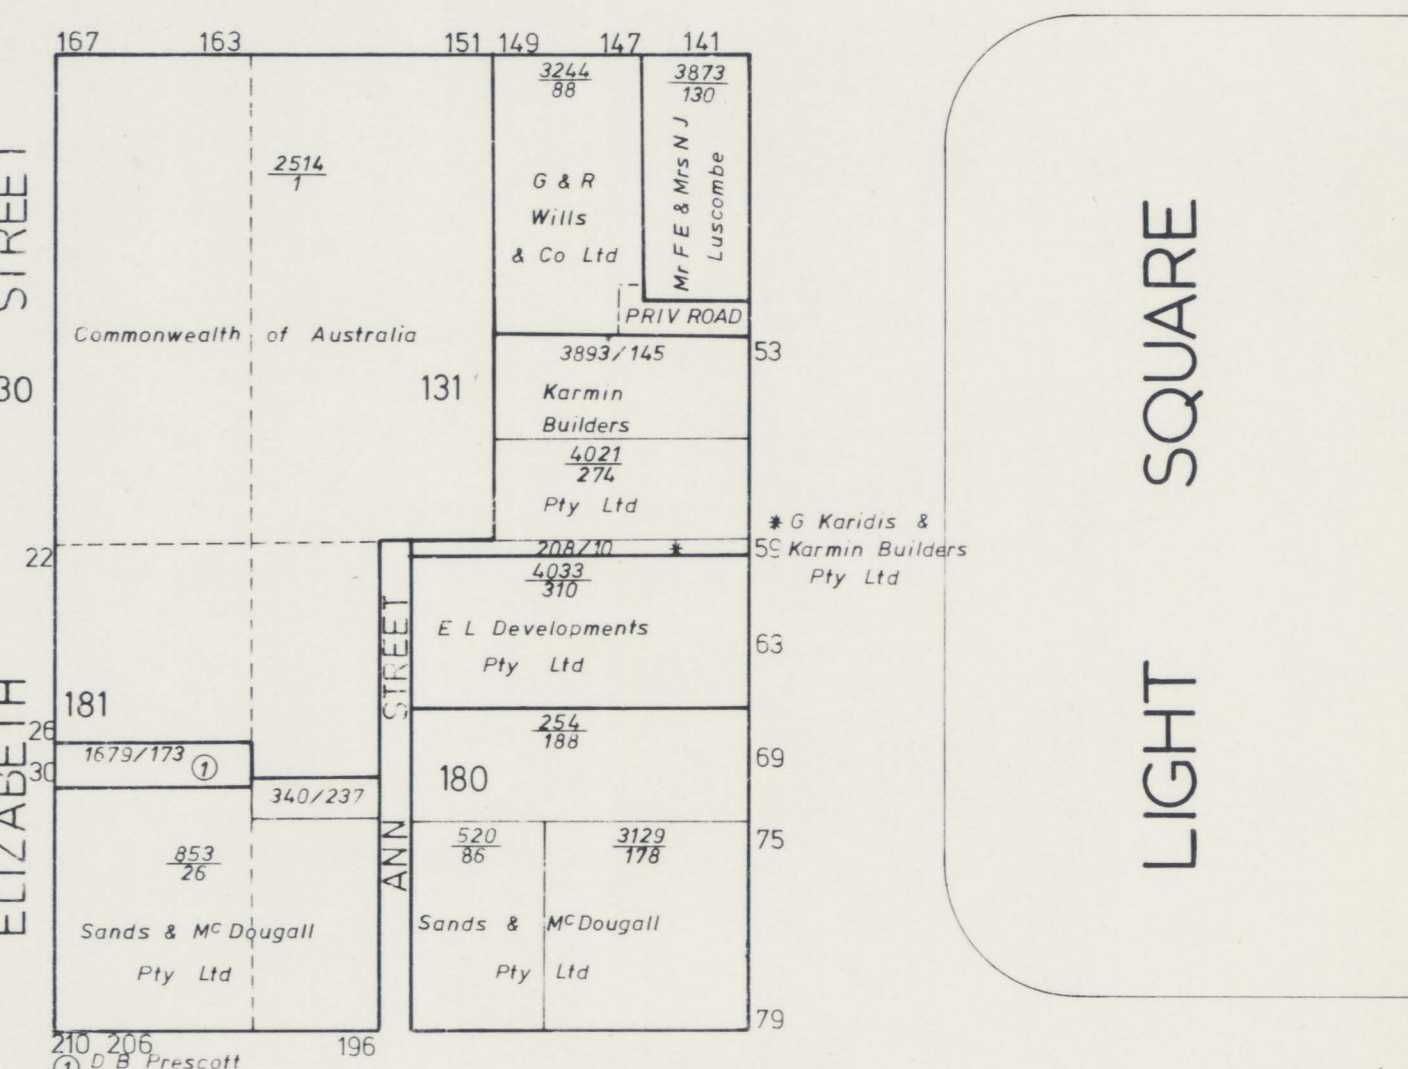 167 163 151 149 147 141
3244
88
3873
130
2514
1
G & R
Wills
& Co Ltd
Mr F E & Mrs N J
Luscombe
PRIV ROAD
Commonwealth of Australia
131
3893/145
53
Karmin
Builders
4021
274
Pty Ltd
* G Karidis &
Karmin Builders
Pty Ltd
208/10 *
59
22
4033
310
E L Developments
Pty Ltd
63
181
26
1679/173 ①
30
340/237
254
188
69
180
ANN STREET
853
26
520
86
3129
178
75
Sands & McDougall
Pty Ltd
Sands & McDougall
Pty Ltd
79
210 206 196
① D B Prescott
ELIZABETH STREET
30
LIGHT SQUARE